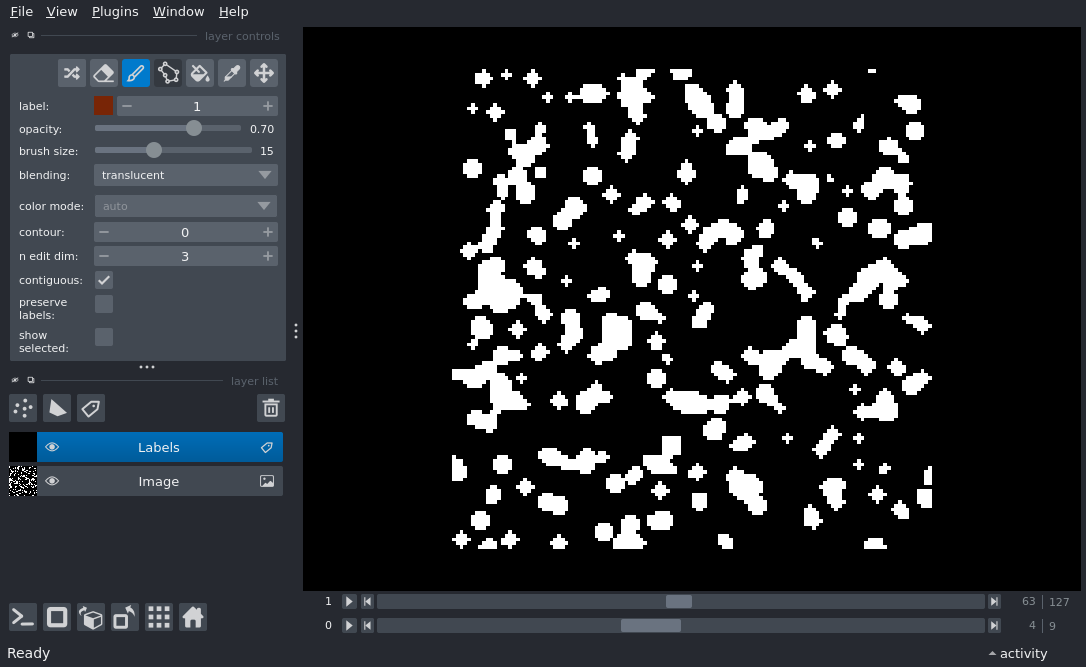 File View Plugins Window Help
layer controls
label: 1
opacity: 0.70
brush size: 15
blending: translucent
color mode: auto
contour: 0
n edit dim: 3
contiguous:
preserve
labels:
show
selected:
layer list
Labels
Image
1 63 127
0 4 9
Ready
activity